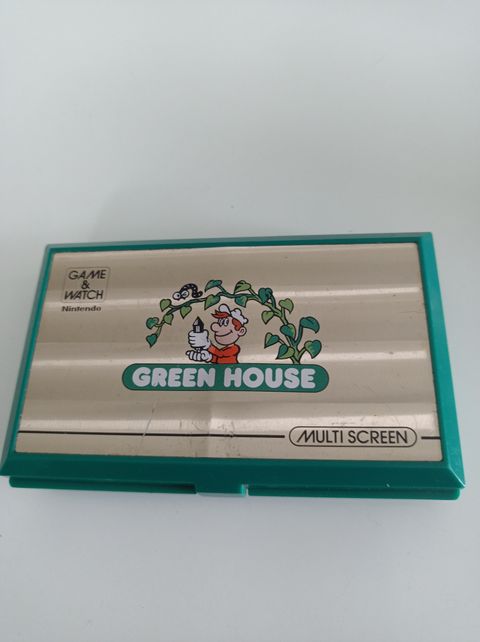 GAME
&
WATCH
Nintendo
GREEN HOUSE
MULTI SCREEN